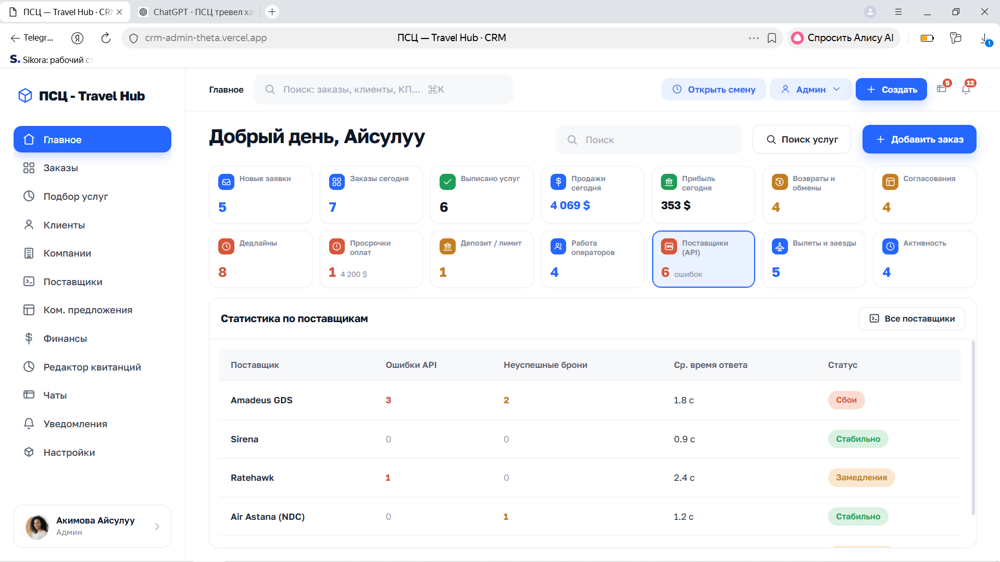 ПСЦ — Travel Hub · CRM
ChatGPT - ПСЦ тревел ха
Telegr...
crm-admin-theta.vercel.app
ПСЦ — Travel Hub · CRM
Спросить Алису AI
1
S. Sikora: рабочий ст
ПСЦ - Travel Hub
Главное
Заказы
Подбор услуг
Клиенты
Компании
Поставщики
Ком. предложения
Финансы
Редактор квитанций
Чаты
Уведомления
Настройки
Акимова Айсулуу
Админ
Главное
Поиск: заказы, клиенты, КП... ⌘K
Открыть смену
Админ
+ Создать
5
12
Добрый день, Айсулуу
Поиск
Поиск услуг
+ Добавить заказ
Новые заявки
5
Заказы сегодня
7
Выписано услуг
6
Продажи
сегодня
4 069 $
Прибыль
сегодня
353 $
Возвраты и
обмены
4
Согласования
4
Дедлайны
8
Просрочки
оплат
1 4 200 $
Депозит / лимит
1
Работа
операторов
4
Поставщики
(API)
6 ошибок
Вылеты и заезды
5
Активность
4
Статистика по поставщикам
Все поставщики
Поставщик Ошибки API Неуспешные брони Ср. время ответа Статус
Amadeus GDS 3 2 1.8 с Сбои
Sirena 0 0 0.9 с Стабильно
Ratehawk 1 0 2.4 с Замедления
Air Astana (NDC) 0 1 1.2 с Стабильно